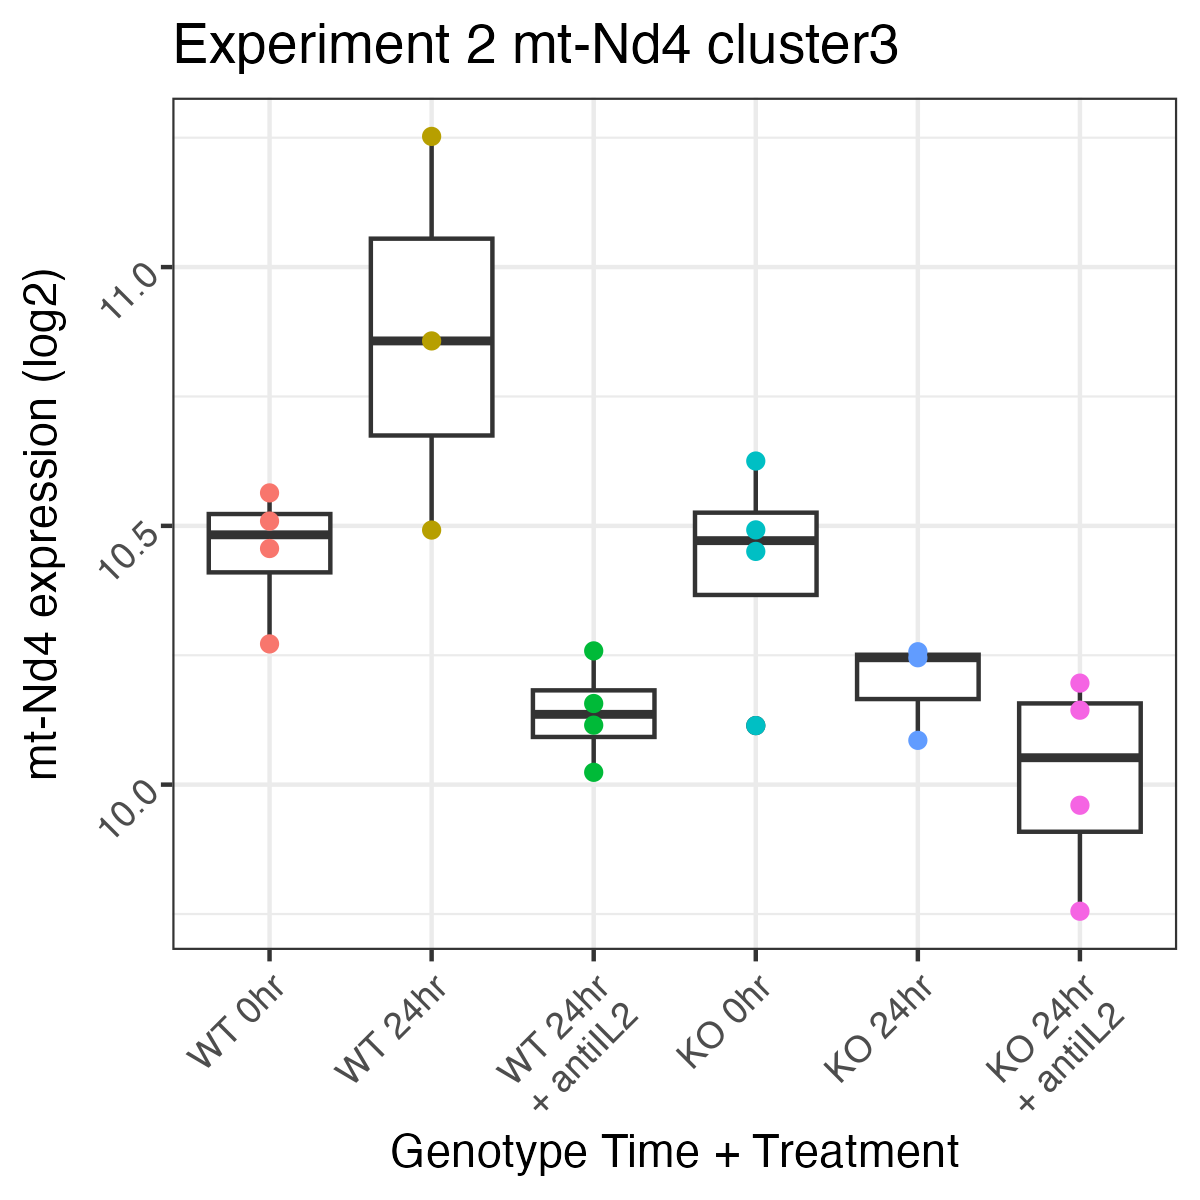 Experiment 2 mt-Nd4 cluster3
mt-Nd4 expression (log2)
11.0
10.5
10.0
WT 0hr
WT 24hr
WT 24hr
+ antiIL2
KO 0hr
KO 24hr
KO 24hr
+ antiIL2
Genotype Time + Treatment